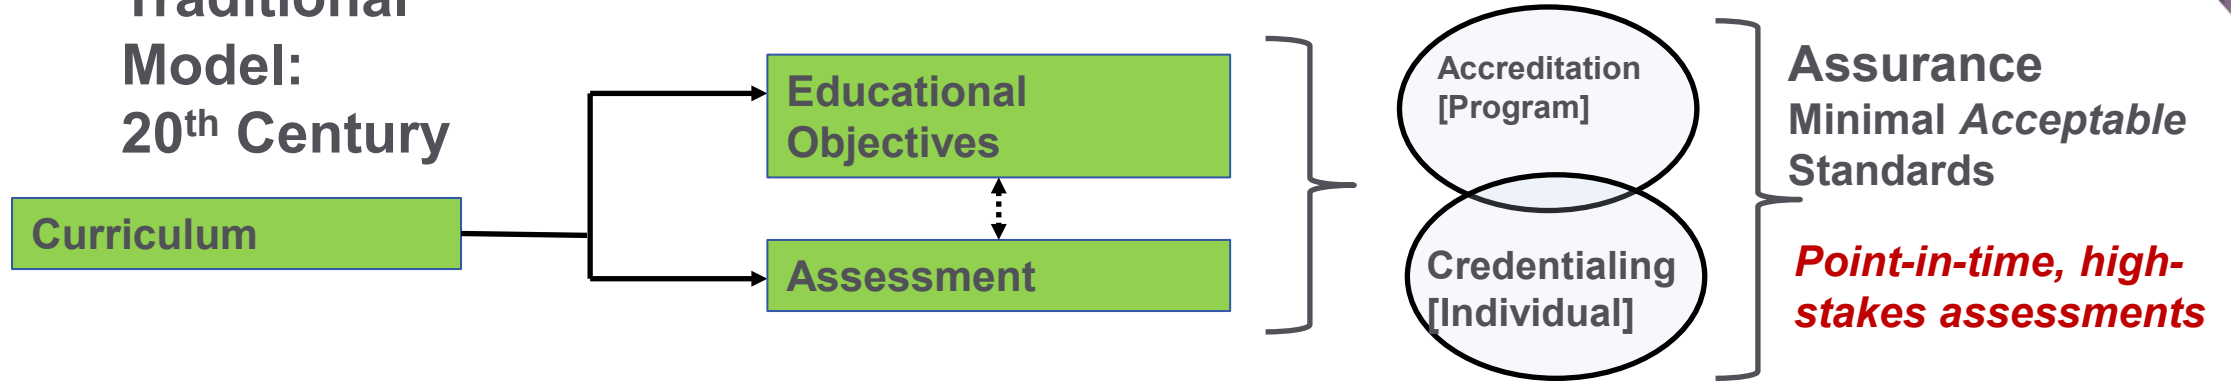 Traditional
Model:
20th Century
Curriculum
Educational
Objectives
Assessment
Accreditation
[Program]
Credentialing
[Individual]
Assurance
Minimal Acceptable
Standards
Point-in-time, high-
stakes assessments